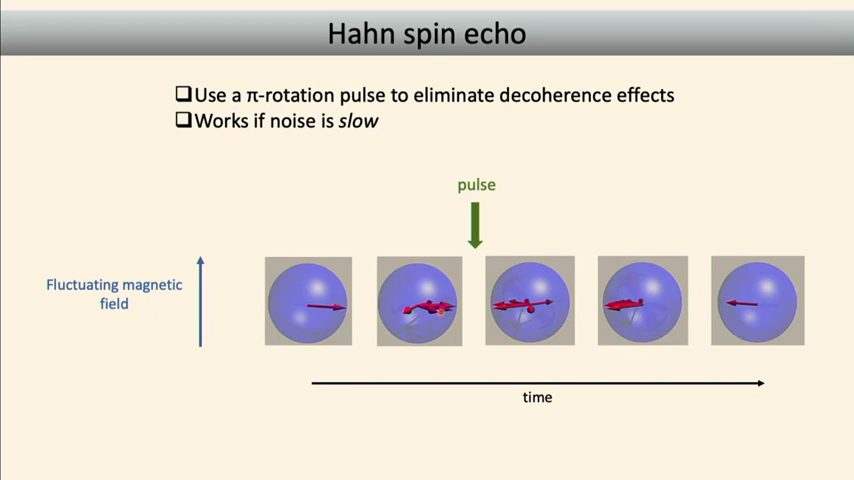 Hahn spin echo
Use a π-rotation pulse to eliminate decoherence effects
Works if noise is slow
pulse
Fluctuating magnetic
field
time